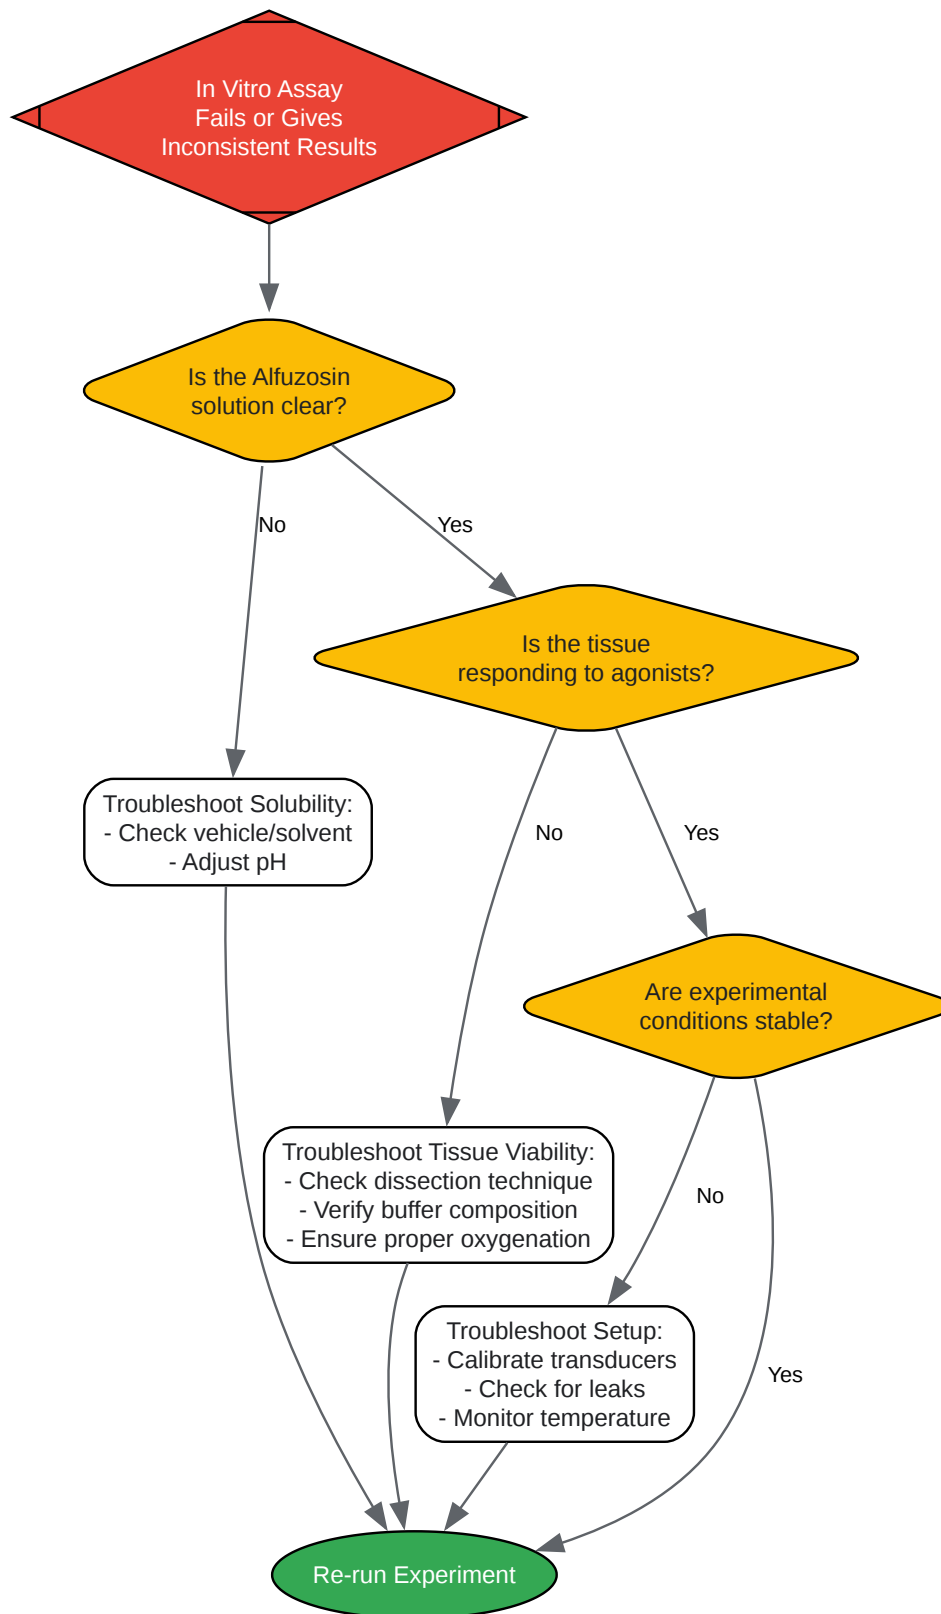 In Vitro Assay
Fails or Gives
Inconsistent Results
Is the Alfuzosin
solution clear?
No
Yes
Is the tissue
responding to agonists?
Troubleshoot Solubility:
- Check vehicle/solvent
- Adjust pH
No
Yes
Are experimental
conditions stable?
Troubleshoot Tissue Viability:
- Check dissection technique
- Verify buffer composition
- Ensure proper oxygenation
No
Troubleshoot Setup:
- Calibrate transducers
- Check for leaks
- Monitor temperature
Yes
Re-run Experiment